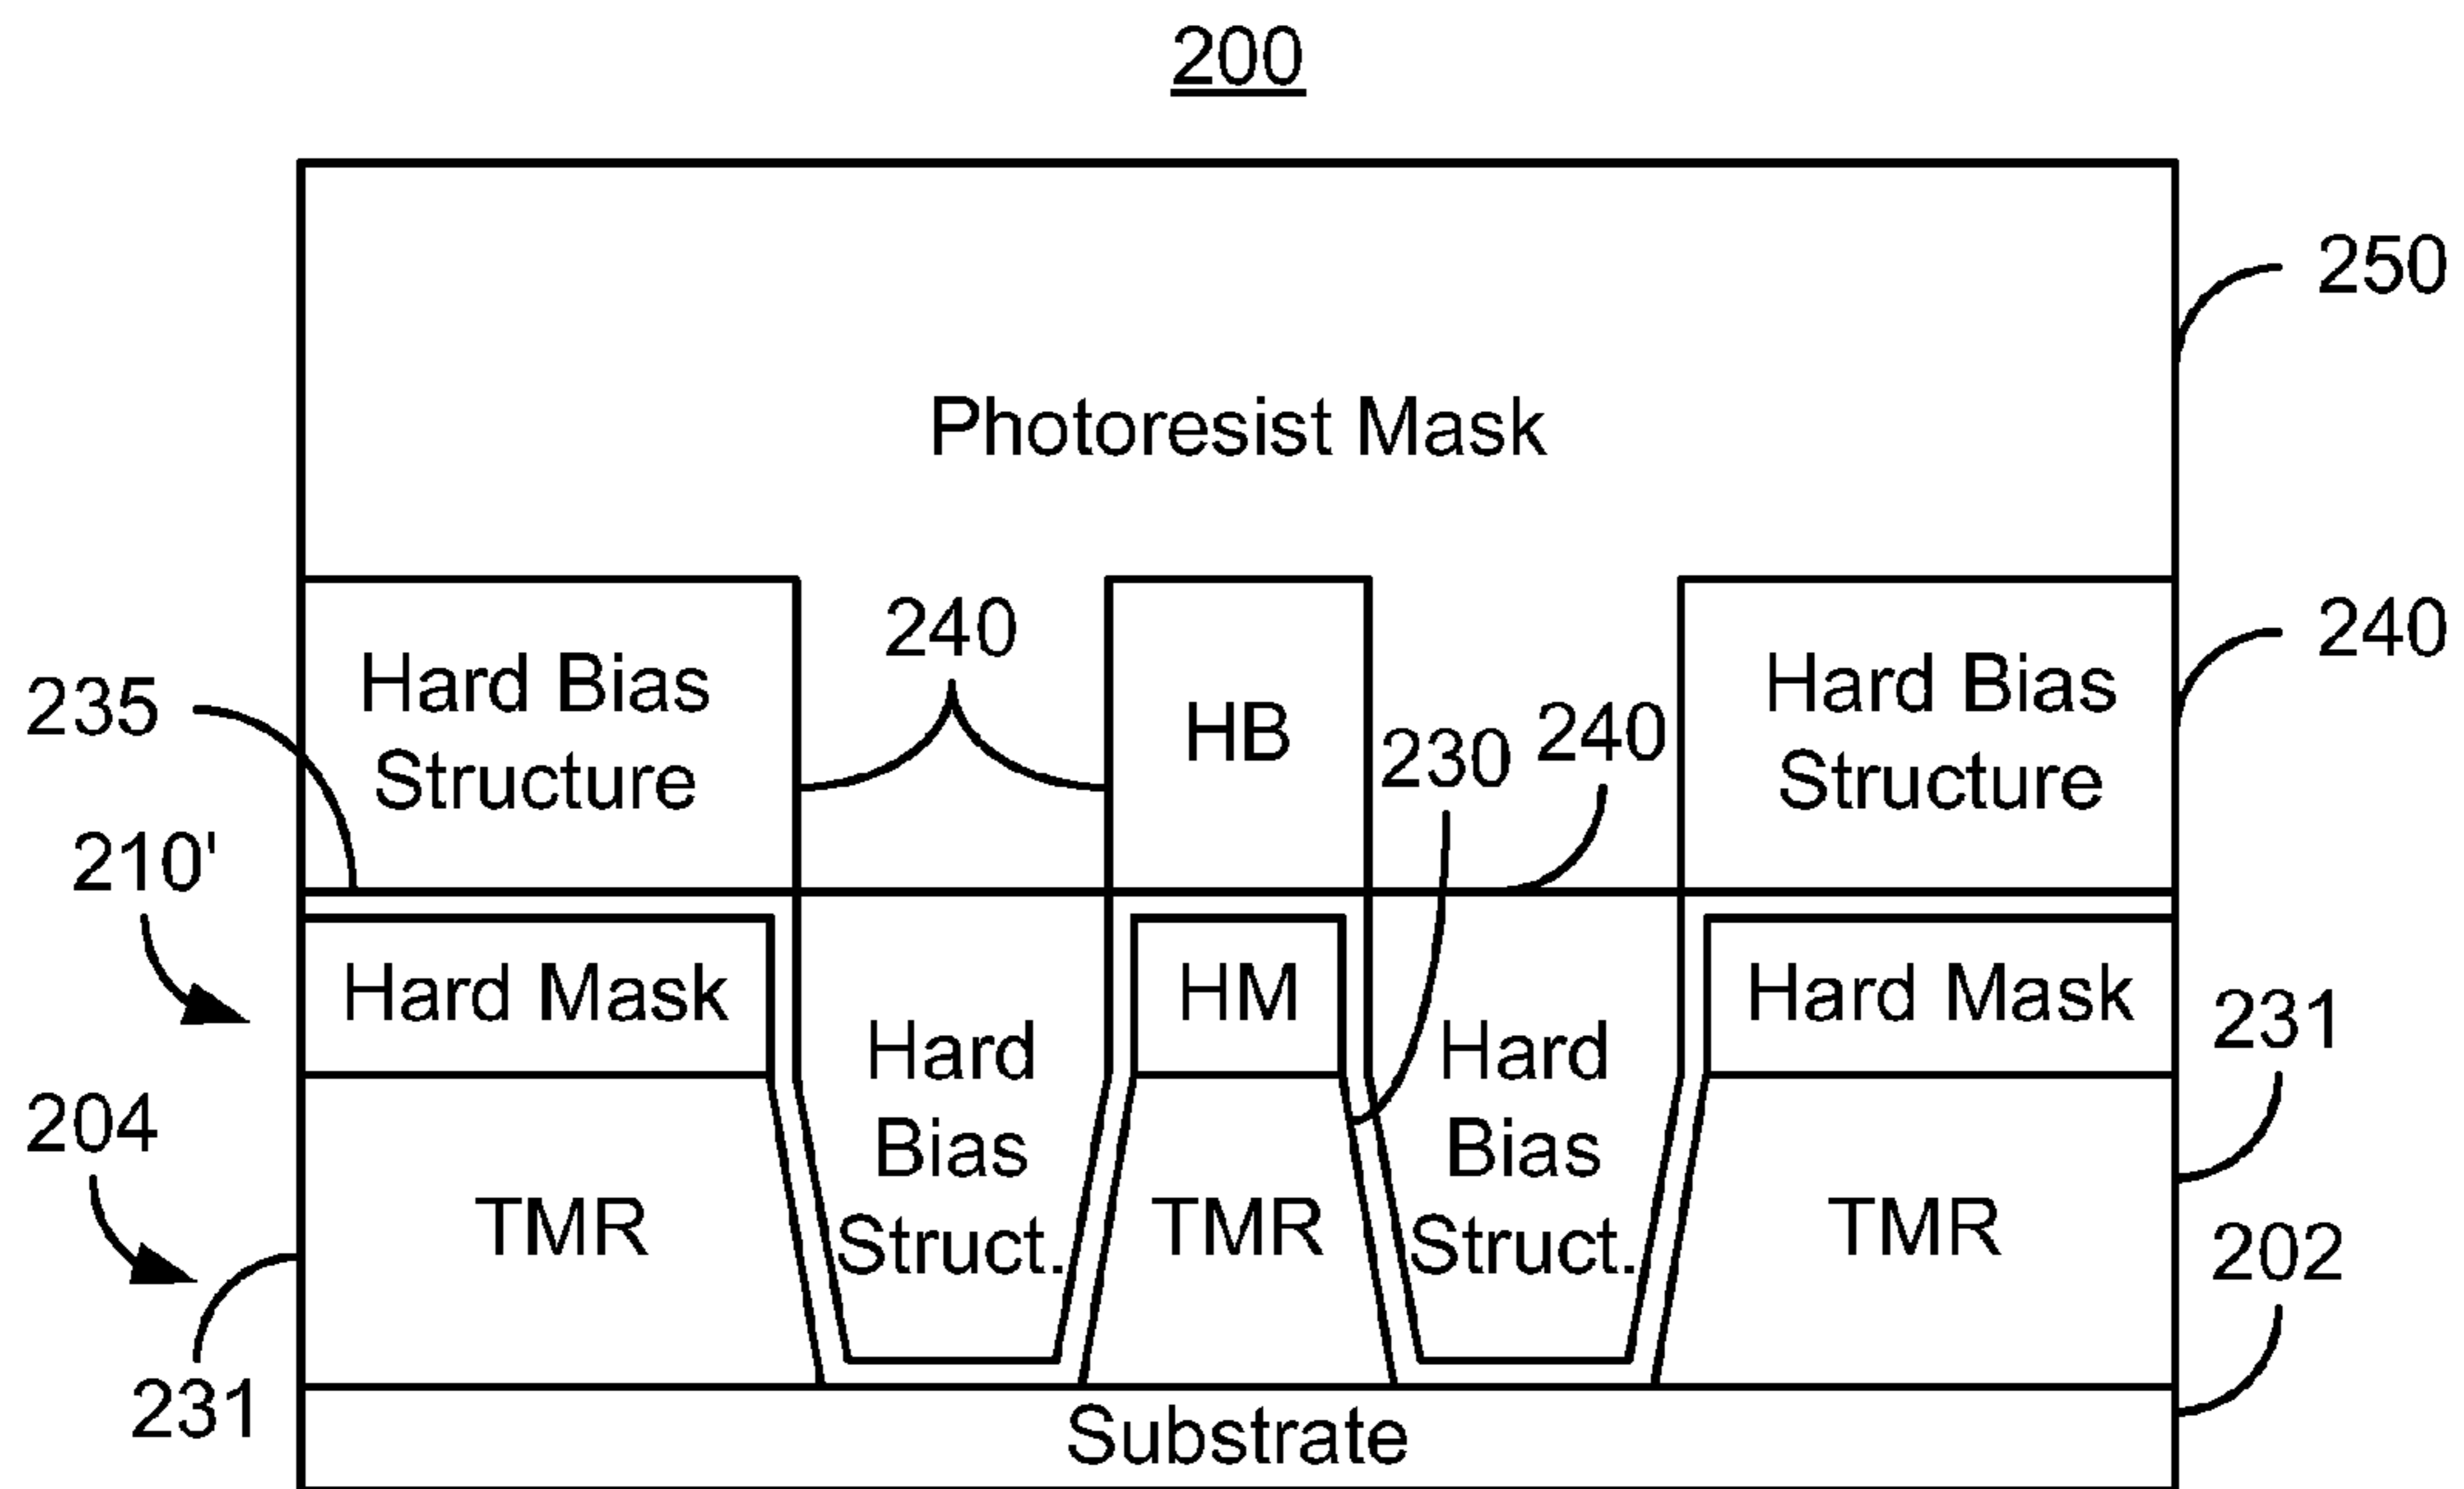 200
250
Photoresist Mask
240
240
Hard Bias
Structure
HB
Hard Bias
Structure
235
230
240
210'
Hard Mask
HM
Hard Mask
231
Hard
Bias
Struct.
Hard
Bias
Struct.
204
TMR
TMR
TMR
202
231
Substrate